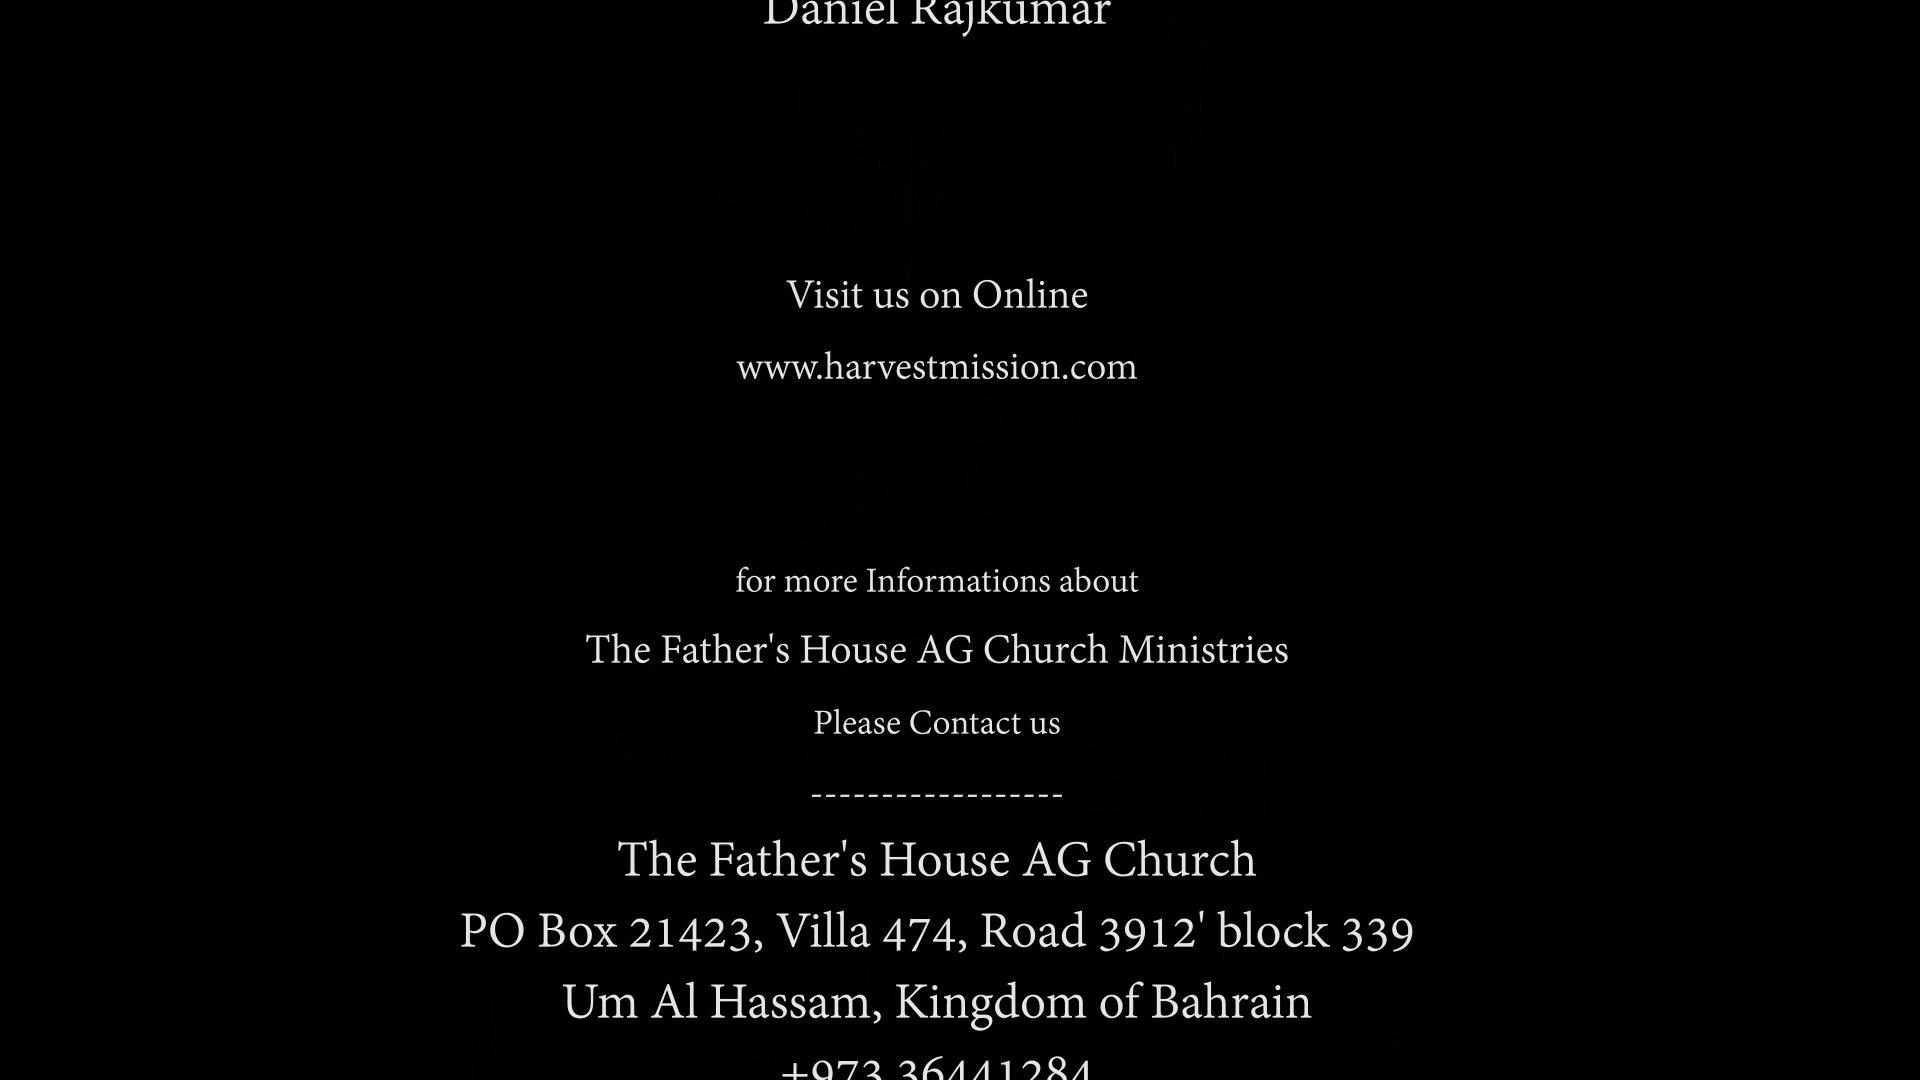 Daniel Rajkumar
Visit us on Online
www.harvestmission.com
for more Informations about
The Father's House AG Church Ministries
Please Contact us
------------------
The Father's House AG Church
PO Box 21423, Villa 474, Road 3912' block 339
Um Al Hassam, Kingdom of Bahrain
+973 36441284